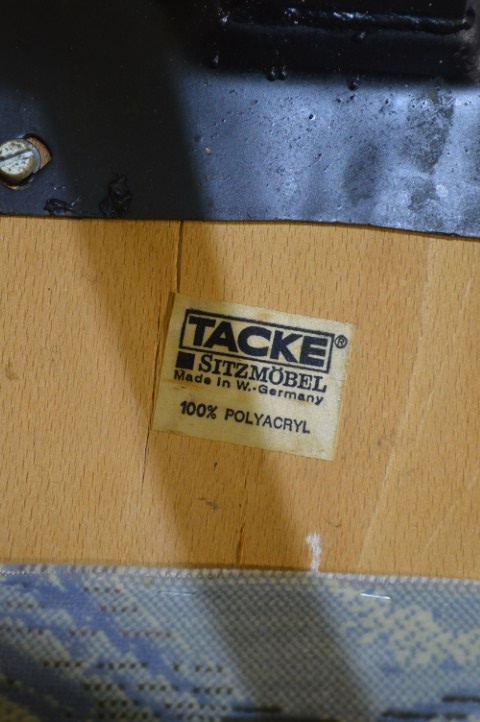 TACKE®
SITZMÖBEL
Made in W.-Germany
100% POLYACRYL